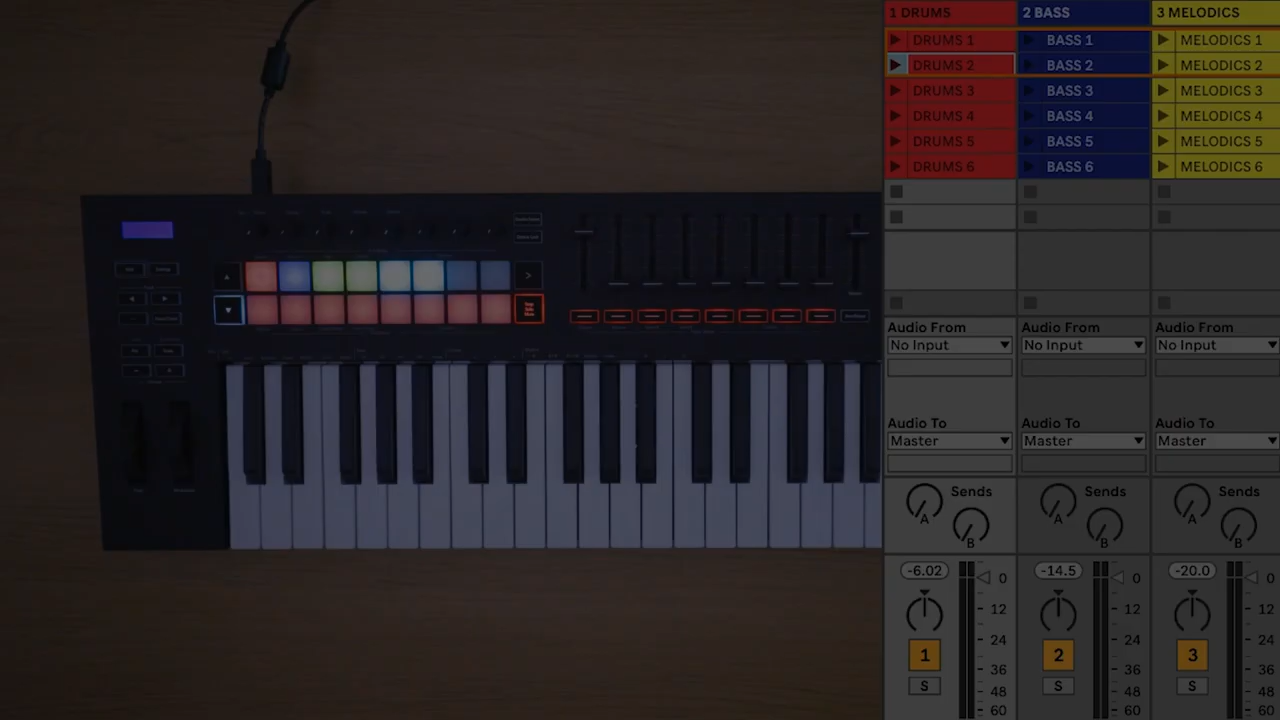 1 DRUMS 2 BASS 3 MELODICS
DRUMS 1 BASS 1 MELODICS 1
DRUMS 2 BASS 2 MELODICS 2
DRUMS 3 BASS 3 MELODICS 3
DRUMS 4 BASS 4 MELODICS 4
DRUMS 5 BASS 5 MELODICS 5
DRUMS 6 BASS 6 MELODICS 6
Audio From Audio From Audio From
No Input No Input No Input
Audio To Audio To Audio To
Master Master Master
Sends Sends Sends
A A A
B B B
-6.02 0 -14.5 0 -20.0 0
12 12 12
24 24 24
1 2 3
36 36 36
S S S
48 48 48
60 60 60